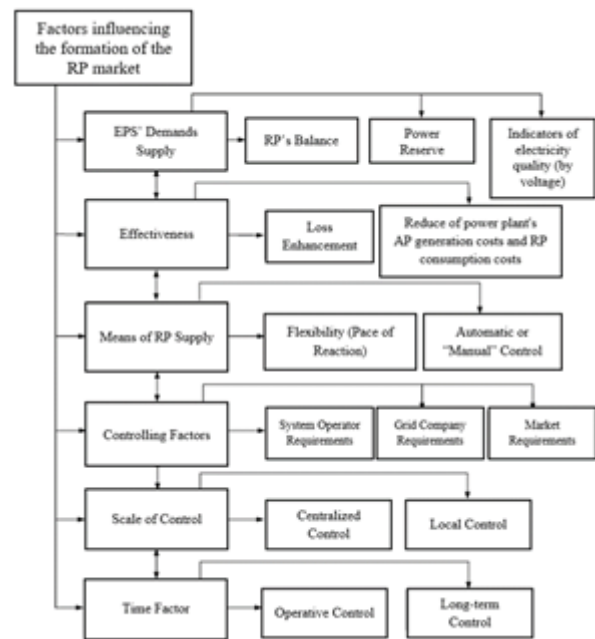 Factors influencing
the formation of the
RP market
EPS' Demands
Supply
RP's Balance
Power
Reserve
Indicators of
electricity
quality (by
voltage)
Effectiveness
Loss
Enhancement
Reduce of power plant's
AP generation costs and RP
consumption costs
Means of RP Supply
Flexibility (Pace of
Reaction)
Automatic or
"Manual" Control
Controlling Factors
System Operator
Requirements
Grid Company
Requirements
Market
Requirements
Scale of Control
Centralized
Control
Local Control
Time Factor
Operative Control
Long-term
Control